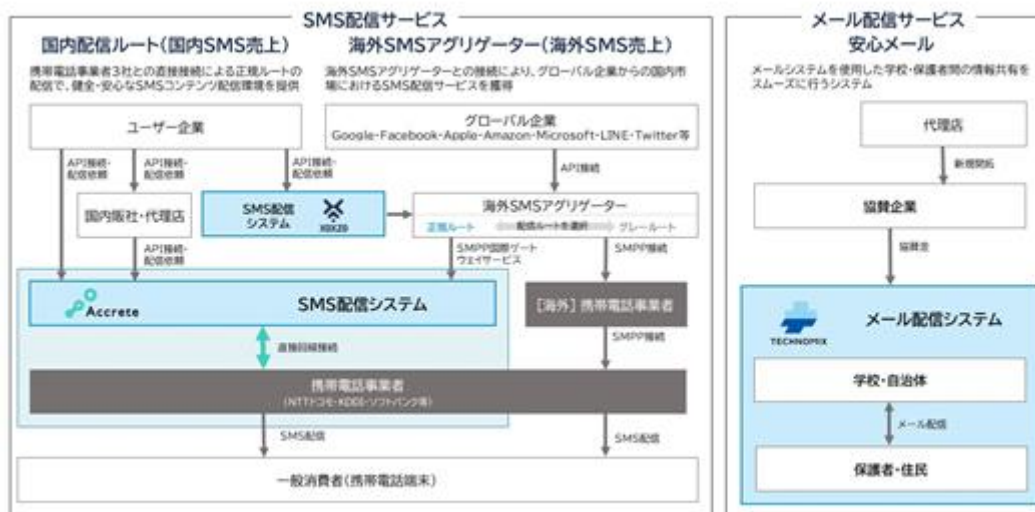 SMS配信サービス
国内配信ルート(国内SMS売上)
携帯電話事業者3社との直接接続による正規ルートの
配信で、健全・安心なSMSコンテンツ配信環境を提供
海外SMSアグリゲーター(海外SMS売上)
海外SMSアグリゲーターとの接続により、グローバル企業からの国内市
場におけるSMS配信サービスを獲得
ユーザー企業
グローバル企業
Google・Facebook・Apple・Amazon・Microsoft・LINE・Twitter等
API接続・
配信依頼
API接続・
配信依頼
API接続・
配信依頼
API接続
国内販社・代理店
SMS配信
システム
XOXZO
海外SMSアグリゲーター
正規ルート
配信ルートを選択
グレールート
API接続・
配信依頼
SMPP国際ゲート
ウェイサービス
SMPP接続
Accrete
SMS配信システム
[海外]携帯電話事業者
直接回線接続
SMPP接続
携帯電話事業者
(NTTドコモ・KDDI・ソフトバンク等)
SMS配信
SMS配信
一般消費者(携帯電話端末)
メール配信サービス
安心メール
メールシステムを使用した学校・保護者間の情報共有を
スムーズに行うシステム
代理店
新規開拓
協賛企業
協賛金
TECHNOMIX
メール配信システム
学校・自治体
メール配信
保護者・住民